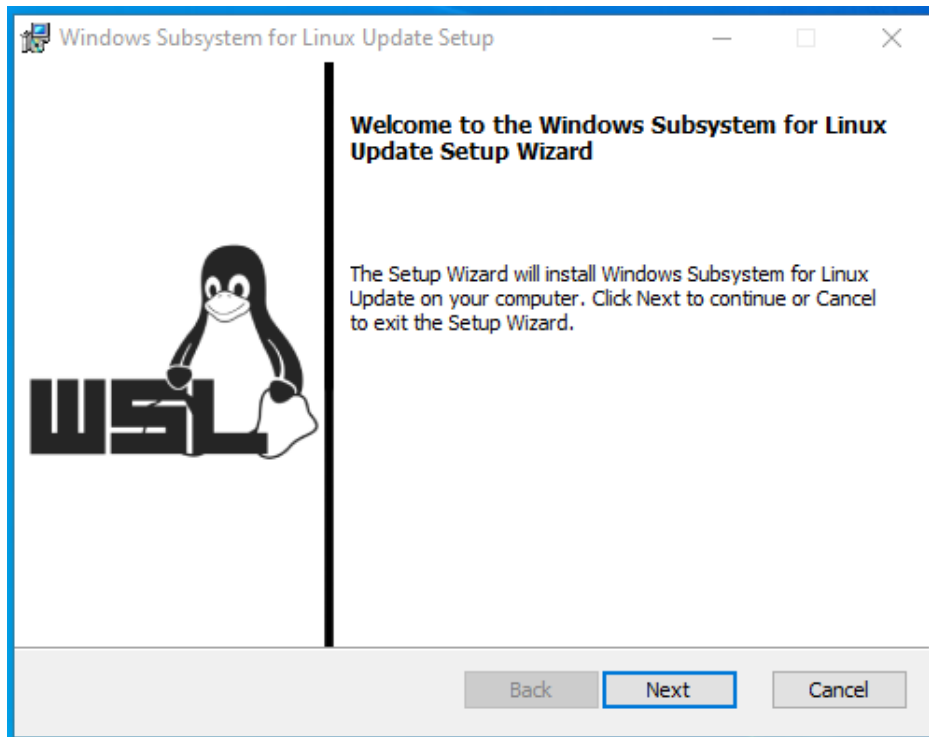 Windows Subsystem for Linux Update Setup
Welcome to the Windows Subsystem for Linux
Update Setup Wizard
The Setup Wizard will install Windows Subsystem for Linux
Update on your computer. Click Next to continue or Cancel
to exit the Setup Wizard.
WSL
Back Next Cancel